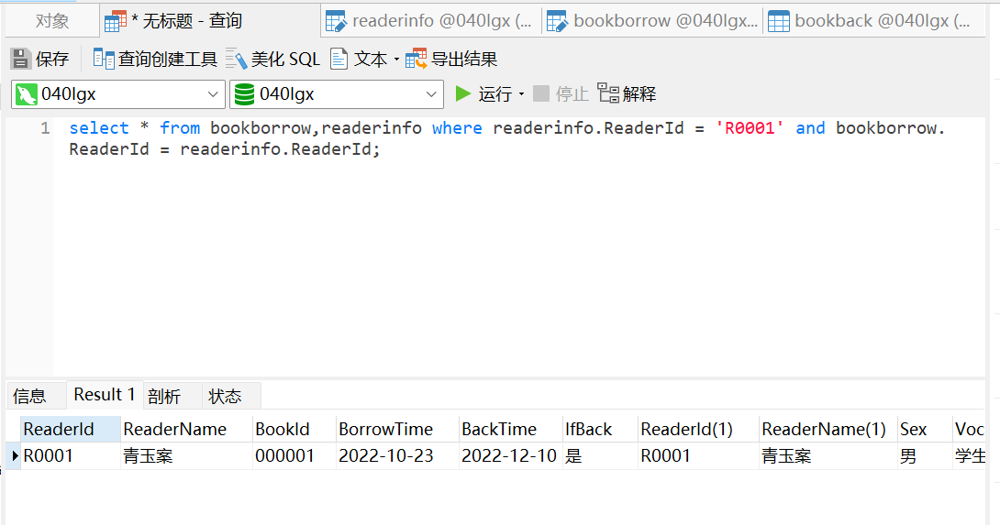 对象 * 无标题 - 查询 readerinfo @040lgx (... bookborrow @040lgx... bookback @040lgx (...
保存 查询创建工具 美化 SQL 文本 导出结果
040lgx 040lgx 运行 停止 解释
1 select * from bookborrow,readerinfo where readerinfo.ReaderId = 'R0001' and bookborrow.
ReaderId = readerinfo.ReaderId;
信息 Result 1 剖析 状态
ReaderId ReaderName BookId BorrowTime BackTime IfBack ReaderId(1) ReaderName(1) Sex Voc
R0001 青玉案 000001 2022-10-23 2022-12-10 是 R0001 青玉案 男 学生